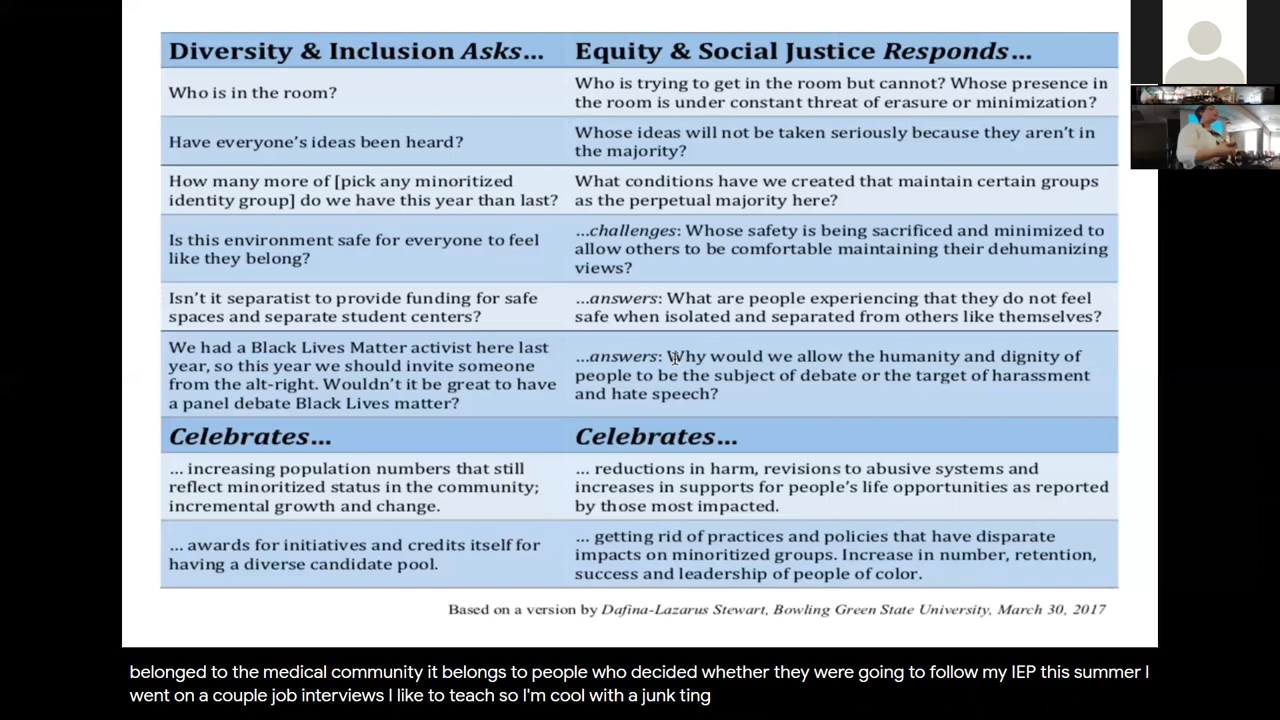 Diversity & Inclusion Asks…
Equity & Social Justice Responds…
Who is in the room?
Who is trying to get in the room but cannot? Whose presence in
the room is under constant threat of erasure or minimization?
Have everyone's ideas been heard?
Whose ideas will not be taken seriously because they aren't in
the majority?
How many more of [pick any minoritized
identity group] do we have this year than last?
What conditions have we created that maintain certain groups
as the perpetual majority here?
Is this environment safe for everyone to feel
like they belong?
…challenges: Whose safety is being sacrificed and minimized to
allow others to be comfortable maintaining their dehumanizing
views?
Isn't it separatist to provide funding for safe
spaces and separate student centers?
…answers: What are people experiencing that they do not feel
safe when isolated and separated from others like themselves?
We had a Black Lives Matter activist here last
year, so this year we should invite someone
from the alt-right. Wouldn't it be great to have
a panel debate Black Lives matter?
…answers: Why would we allow the humanity and dignity of
people to be the subject of debate or the target of harassment
and hate speech?
Celebrates…
Celebrates…
… increasing population numbers that still
reflect minoritized status in the community;
incremental growth and change.
… reductions in harm, revisions to abusive systems and
increases in supports for people's life opportunities as reported
by those most impacted.
… awards for initiatives and credits itself for
having a diverse candidate pool.
… getting rid of practices and policies that have disparate
impacts on minoritized groups. Increase in number, retention,
success and leadership of people of color.
Based on a version by Dafina-Lazarus Stewart, Bowling Green State University, March 30, 2017
belonged to the medical community it belongs to people who decided whether they were going to follow my IEP this summer I
went on a couple job interviews I like to teach so I'm cool with a junk ting